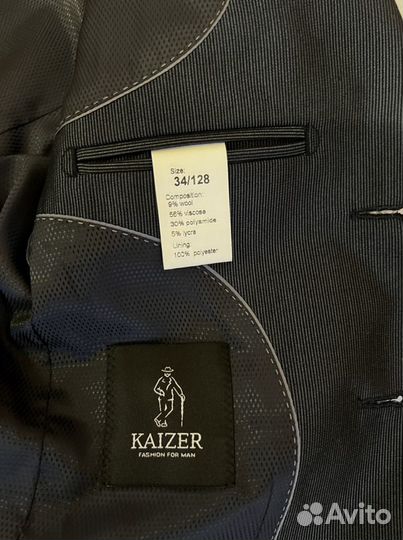 Size:
34/128
Composition:
9% wool
56% viscose
30% polyamide
5% lycra
Lining:
100% polyester
KAIZER
FASHION FOR MAN
Avito